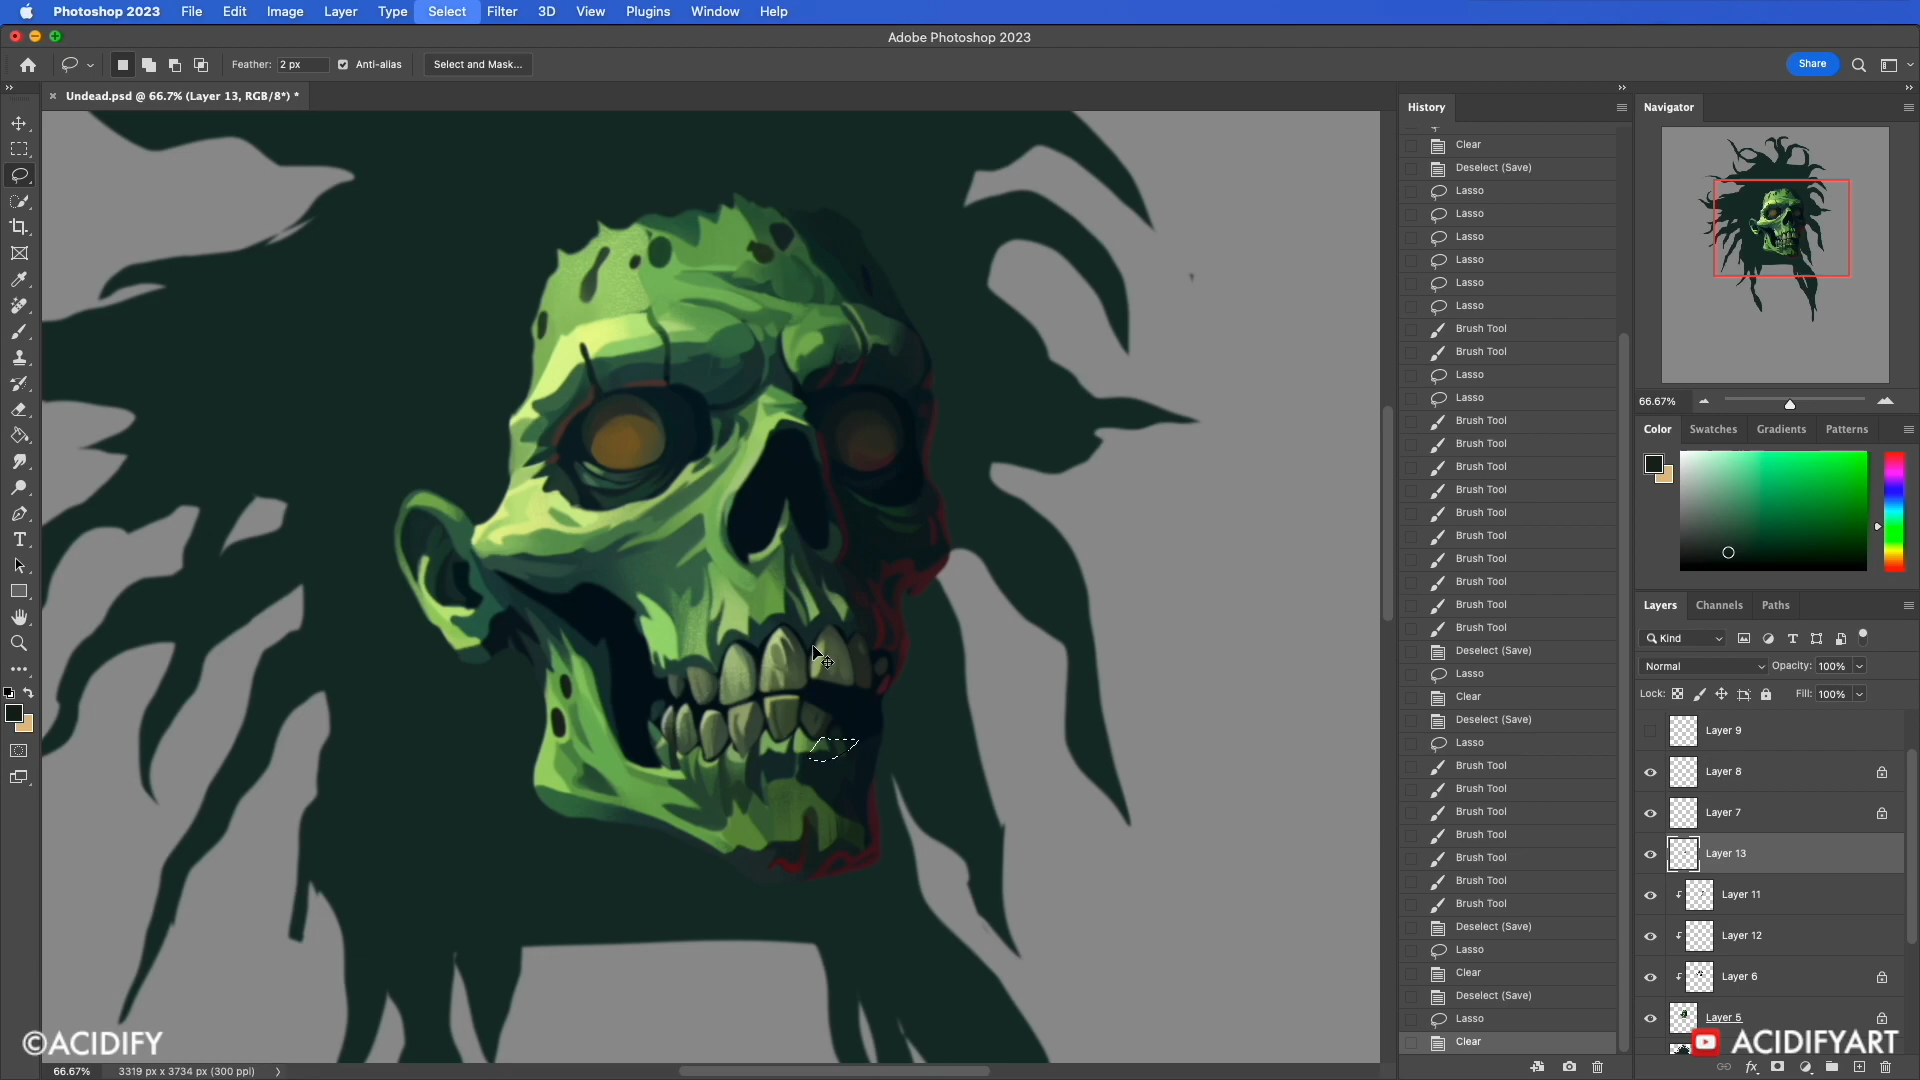 Photoshop 2023 File Edit Image Layer Type Select Filter 3D View Plugins Window Help
Adobe Photoshop 2023
Feather: 2 px Anti-alias Select and Mask... Share
× Undead.psd @ 66.7% (Layer 13, RGB/8*) *
History
Clear
Deselect (Save)
Lasso
Lasso
Lasso
Lasso
Lasso
Lasso
Brush Tool
Brush Tool
Lasso
Lasso
Brush Tool
Brush Tool
Brush Tool
Brush Tool
Brush Tool
Brush Tool
Brush Tool
Brush Tool
Brush Tool
Brush Tool
Deselect (Save)
Lasso
Clear
Deselect (Save)
Lasso
Brush Tool
Brush Tool
Brush Tool
Brush Tool
Brush Tool
Brush Tool
Brush Tool
Deselect (Save)
Lasso
Clear
Deselect (Save)
Lasso
Clear
Navigator
66.67%
Color Swatches Gradients Patterns
Layers Channels Paths
Kind
Normal Opacity: 100%
Lock: Fill: 100%
Layer 9
Layer 8
Layer 7
Layer 13
Layer 11
Layer 12
Layer 6
Layer 5
fx
©ACIDIFY
ACIDIFYART
66.67% 3319 px x 3734 px (300 ppi)